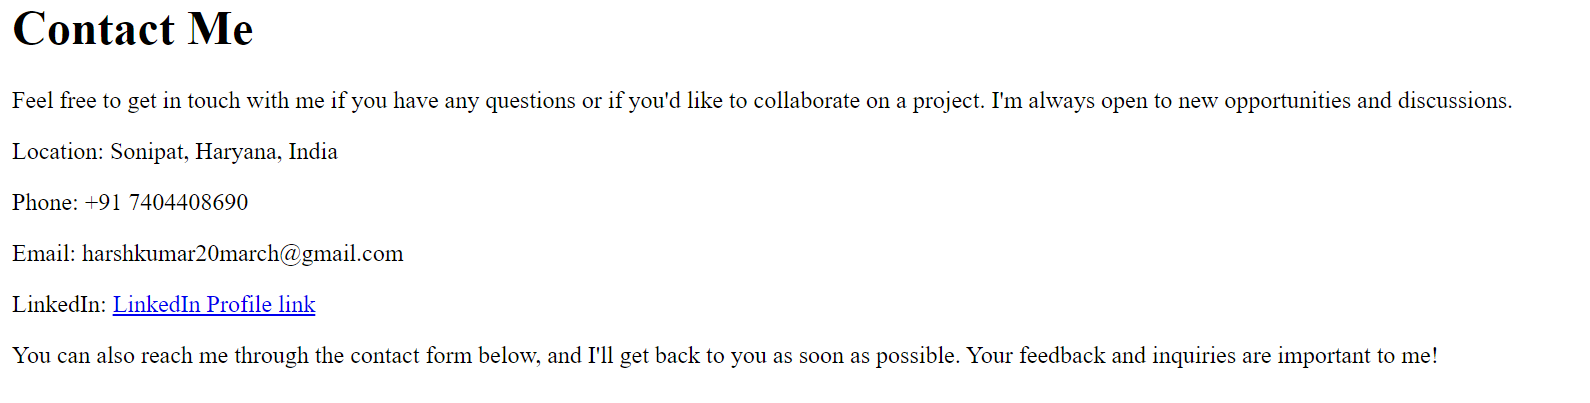 Contact Me
Feel free to get in touch with me if you have any questions or if you'd like to collaborate on a project. I'm always open to new opportunities and discussions.
Location: Sonipat, Haryana, India
Phone: +91 7404408690
Email: harshkumar20march@gmail.com
LinkedIn: LinkedIn Profile link
You can also reach me through the contact form below, and I'll get back to you as soon as possible. Your feedback and inquiries are important to me!